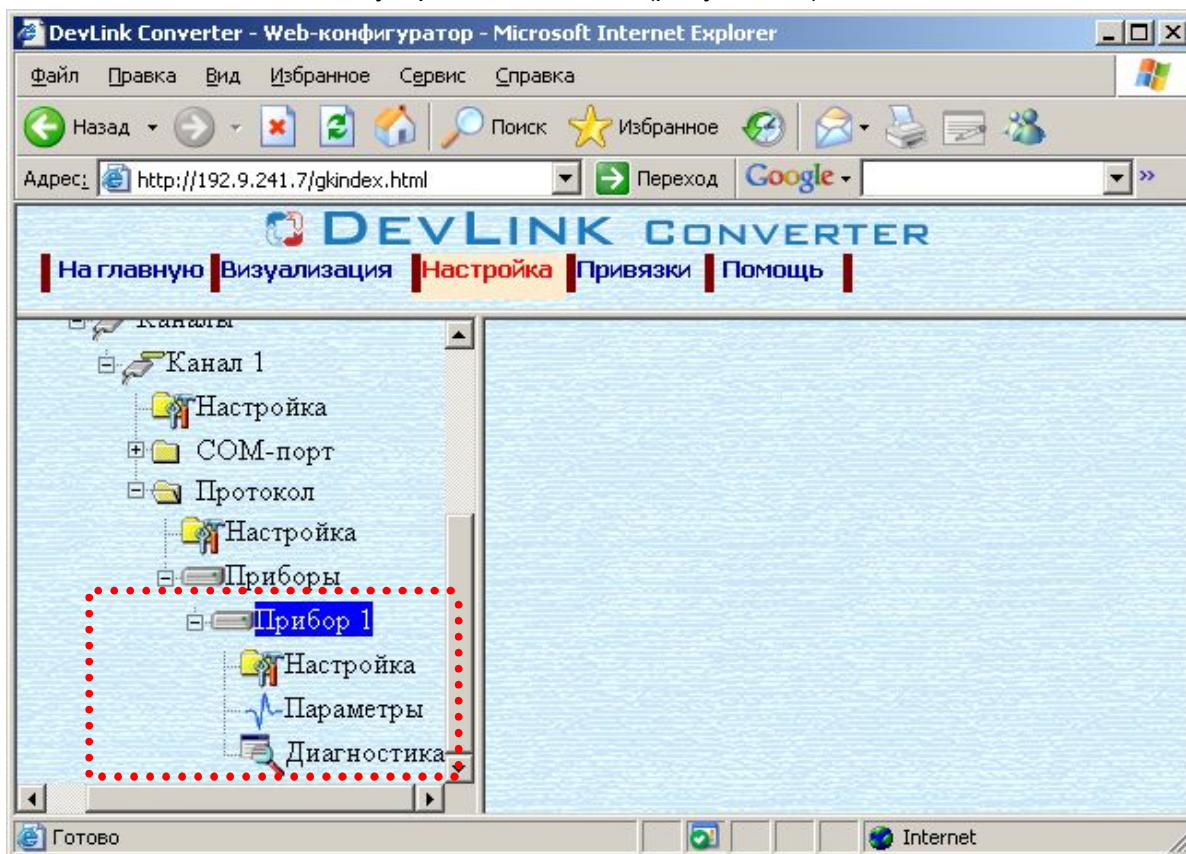 DevLink Converter - Web-конфигуратор - Microsoft Internet Explorer
Файл Правка Вид Избранное Сервис Справка
Назад Поиск Избранное
Адрес: http://192.9.241.7/gkindex.html Переход Google
DEVLINK CONVERTER
На главную Визуализация Настройка Привязки Помощь
Каналы
Канал 1
Настройка
COM-порт
Протокол
Настройка
Приборы
Прибор 1
Настройка
Параметры
Диагностика
Готово Internet